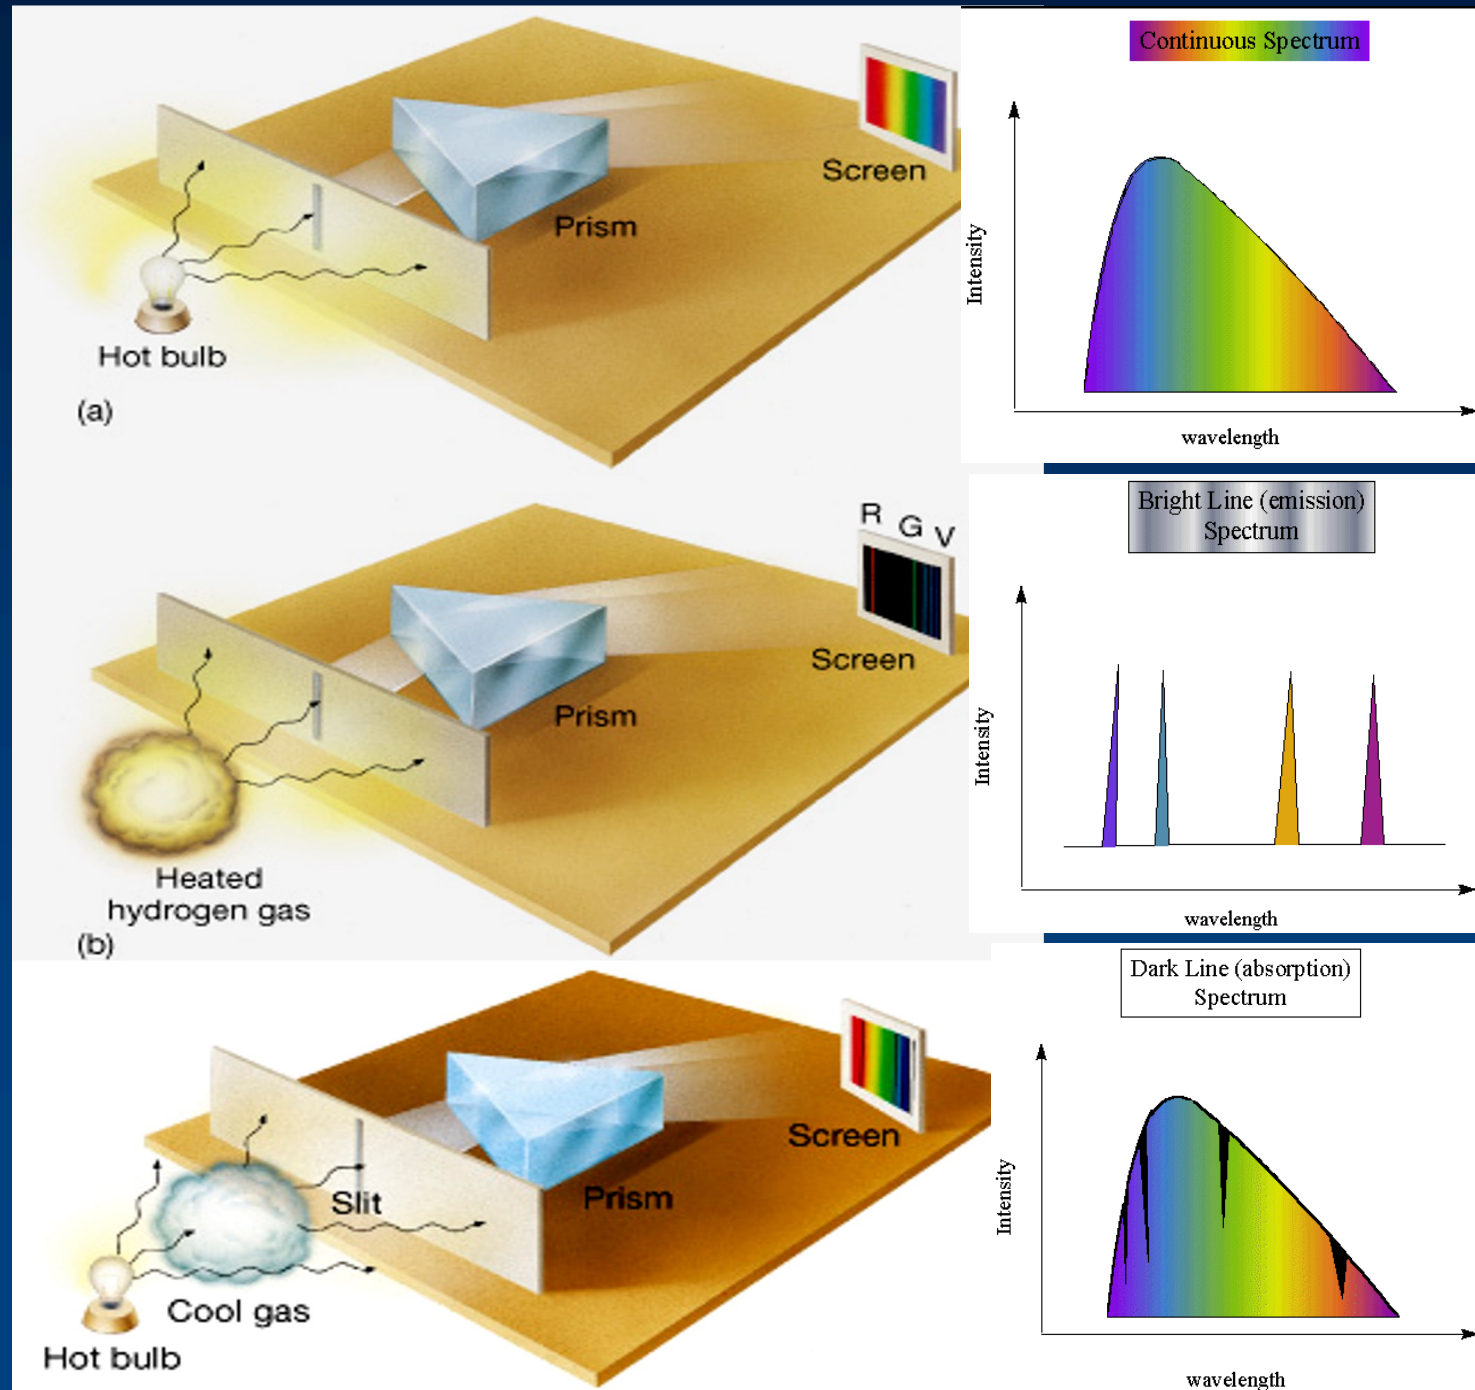 Continuous Spectrum
Screen
Prism
Hot bulb
(a)
Intensity
wavelength
R G V
Screen
Prism
Heated
hydrogen gas
(b)
Bright Line (emission)
Spectrum
Intensity
wavelength
Screen
Slit
Prism
Cool gas
Hot bulb
Dark Line (absorption)
Spectrum
Intensity
wavelength